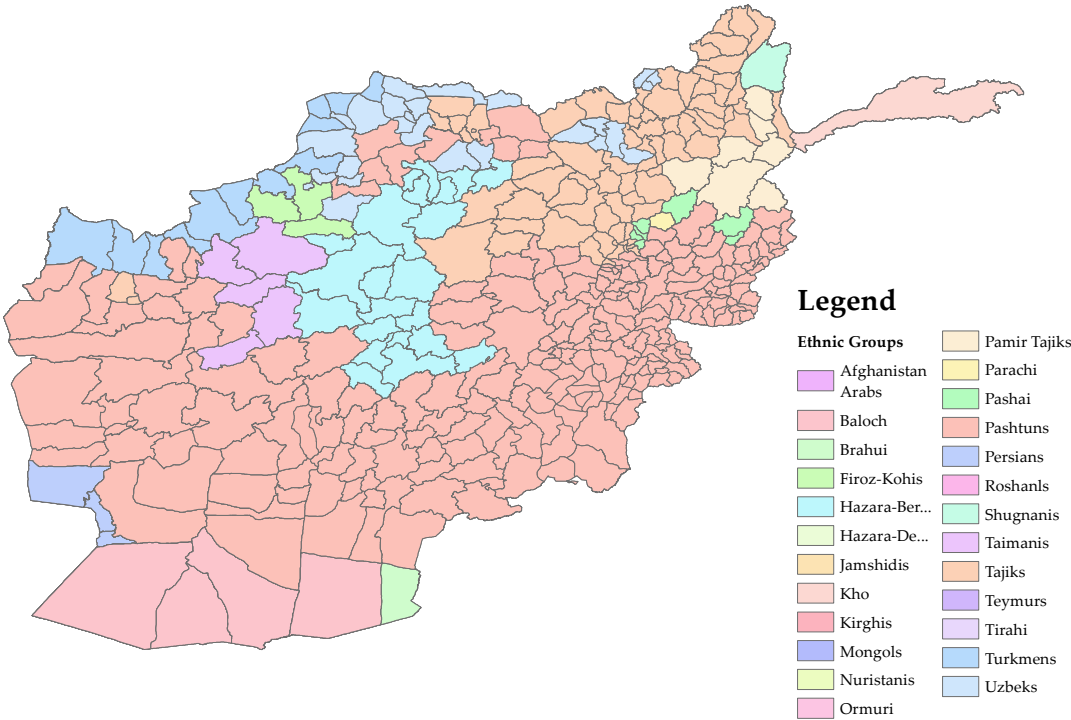 Legend
Ethnic Groups
Afghanistan
Arabs
Baloch
Brahui
Firoz-Kohis
Hazara-Ber...
Hazara-De...
Jamshidis
Kho
Kirghis
Mongols
Nuristanis
Ormuri
Pamir Tajiks
Parachi
Pashai
Pashtuns
Persians
Roshanls
Shugnanis
Taimanis
Tajiks
Teymurs
Tirahi
Turkmens
Uzbeks